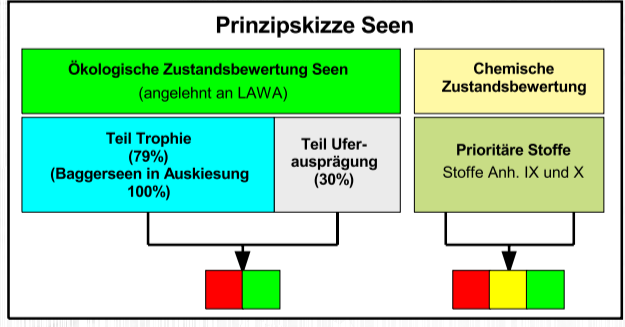 Prinzipskizze Seen
Ökologische Zustandsbewertung Seen
(angelehnt an LAWA)
Chemische
Zustandsbewertung
Teil Trophie
(79%)
(Baggerseen in Auskiesung
100%)
Teil Ufer-
ausprägung
(30%)
Prioritäre Stoffe
Stoffe Anh. IX und X